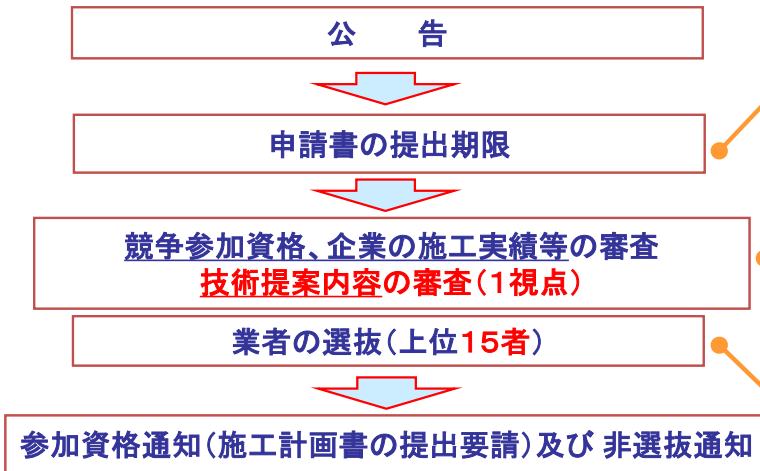 公　　告
申請書の提出期限
競争参加資格、企業の施工実績等の審査
技術提案内容の審査（１視点）
業者の選抜（上位１５者）
参加資格通知（施工計画書の提出要請）及び 非選抜通知